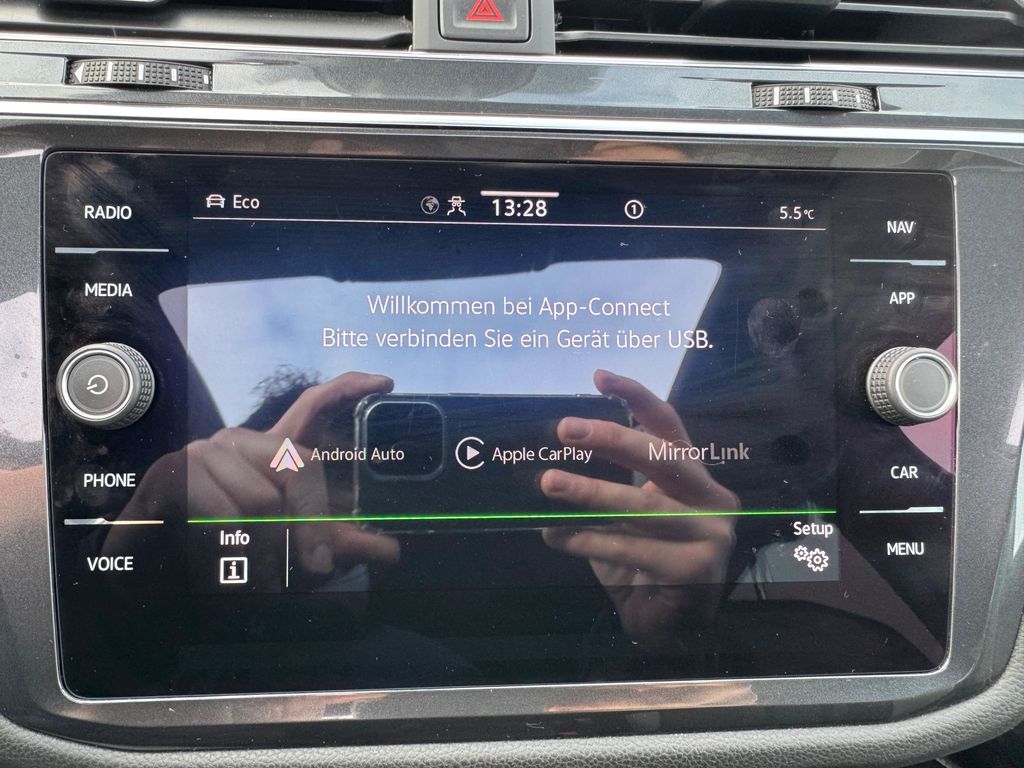 RADIO
MEDIA
PHONE
VOICE
Eco
13:28
1
5.5°C
Willkommen bei App-Connect
Bitte verbinden Sie ein Gerät über USB.
Android Auto
Apple CarPlay
MirrorLink
Info
i
Setup
NAV
APP
CAR
MENU